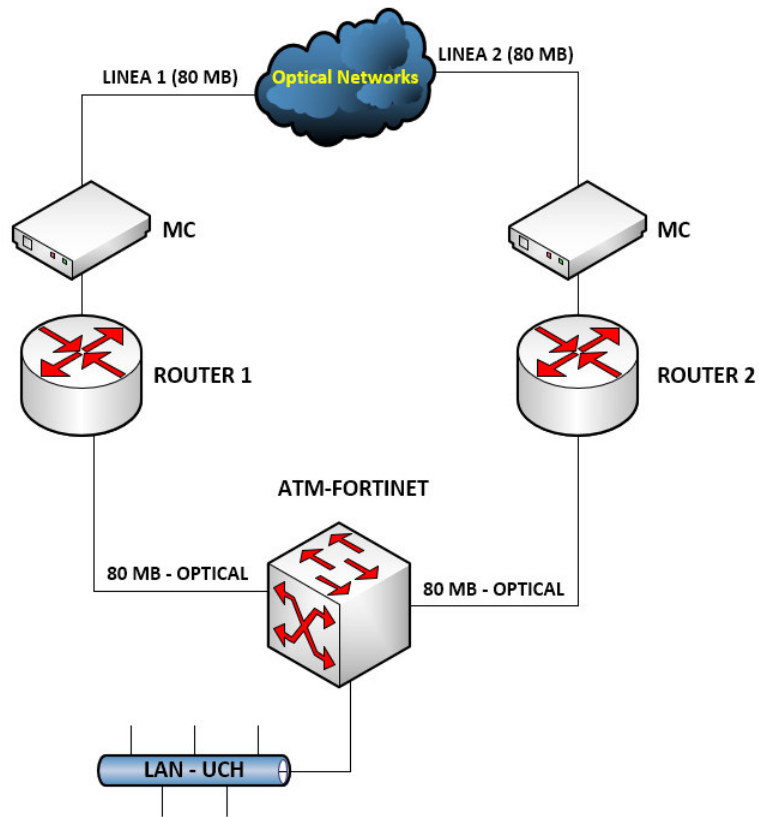 LINEA 1 (80 MB)
Optical Networks
LINEA 2 (80 MB)
MC
MC
ROUTER 1
ROUTER 2
ATM-FORTINET
80 MB - OPTICAL
80 MB - OPTICAL
LAN - UCH